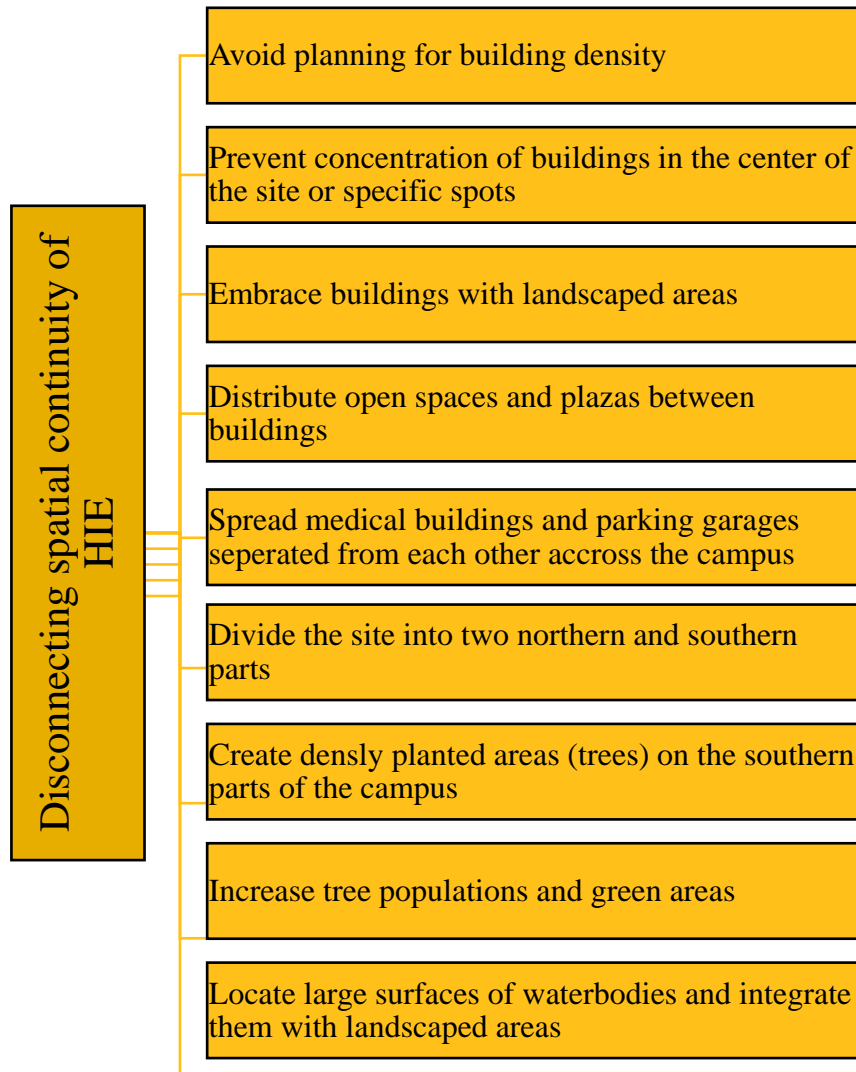 Disconnecting spatial continuity of
HIE
Avoid planning for building density
Prevent concentration of buildings in the center of
the site or specific spots
Embrace buildings with landscaped areas
Distribute open spaces and plazas between
buildings
Spread medical buildings and parking garages
seperated from each other accross the campus
Divide the site into two northern and southern
parts
Create densly planted areas (trees) on the southern
parts of the campus
Increase tree populations and green areas
Locate large surfaces of waterbodies and integrate
them with landscaped areas